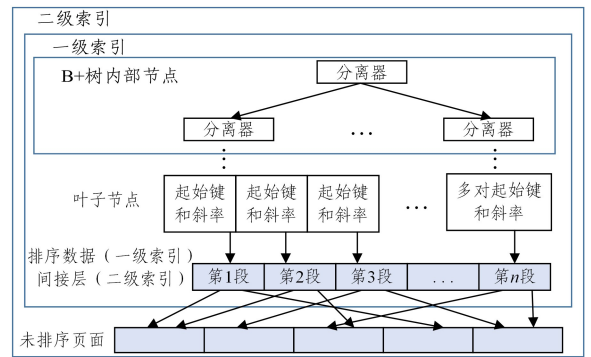 二级索引
一级索引
B+树内部节点
分离器
分离器
...
分离器
叶子节点
起始键和斜率
起始键和斜率
起始键和斜率
...
多对起始键和斜率
排序数据（一级索引）
间接层（二级索引）
第1段
第2段
第3段
...
第n段
未排序页面